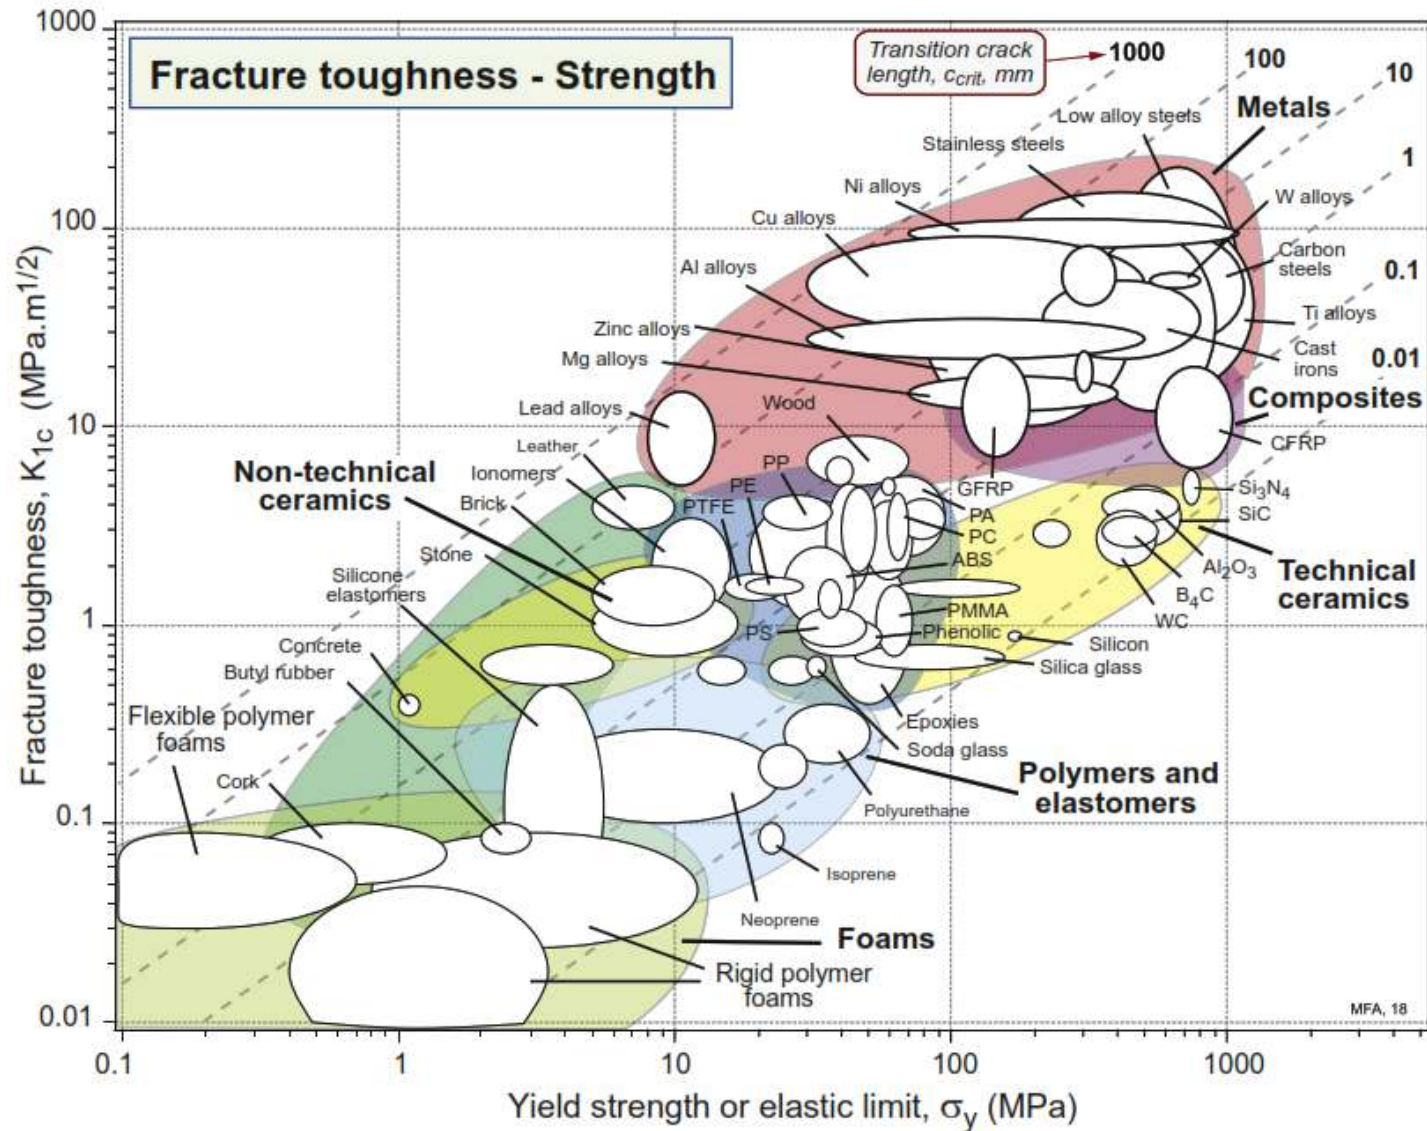 Fracture toughness - Strength
Transition crack
length, c_crit, mm
1000
100
10
1
0.1
0.01
Metals
Low alloy steels
Stainless steels
Ni alloys
W alloys
Cu alloys
Carbon
steels
Al alloys
Ti alloys
Zinc alloys
Cast
irons
Mg alloys
Composites
Wood
Lead alloys
CFRP
Leather
Non-technical
ceramics
Ionomers
PP
PE
GFRP
Si3N4
Brick
PTFE
PA
SiC
PC
Stone
ABS
Al2O3
Technical
ceramics
Silicone
elastomers
B4C
PMMA
WC
PS
Phenolic
Silicon
Concrete
Silica glass
Butyl rubber
Epoxies
Flexible polymer
foams
Soda glass
Polymers and
elastomers
Cork
Polyurethane
Isoprene
Neoprene
Foams
Rigid polymer
foams
MFA, 18
1000
100
10
1
0.1
0.01
Fracture toughness, K1c (MPa.m1/2)
0.1
1
10
100
1000
Yield strength or elastic limit, σy (MPa)